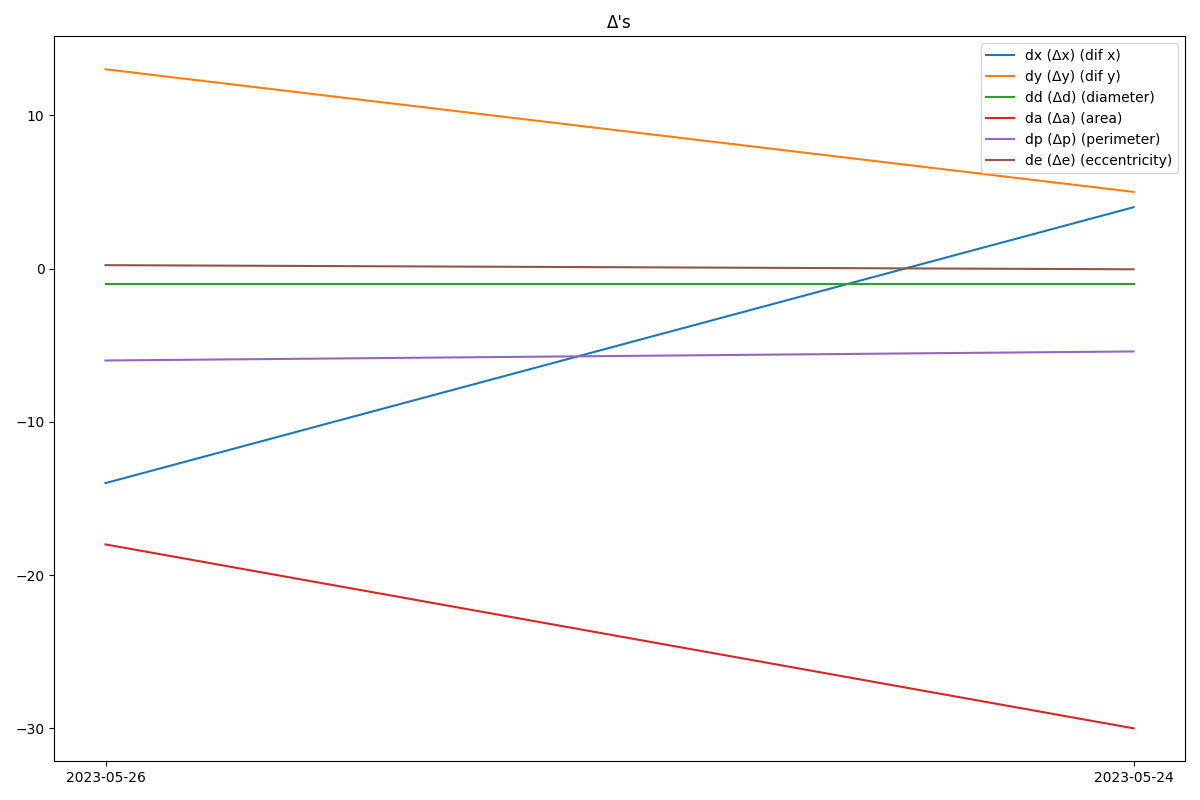 Δ's
dx (Δx) (dif x)
dy (Δy) (dif y)
dd (Δd) (diameter)
da (Δa) (area)
dp (Δp) (perimeter)
de (Δe) (eccentricity)
10
0
−10
−20
−30
2023-05-26
2023-05-24